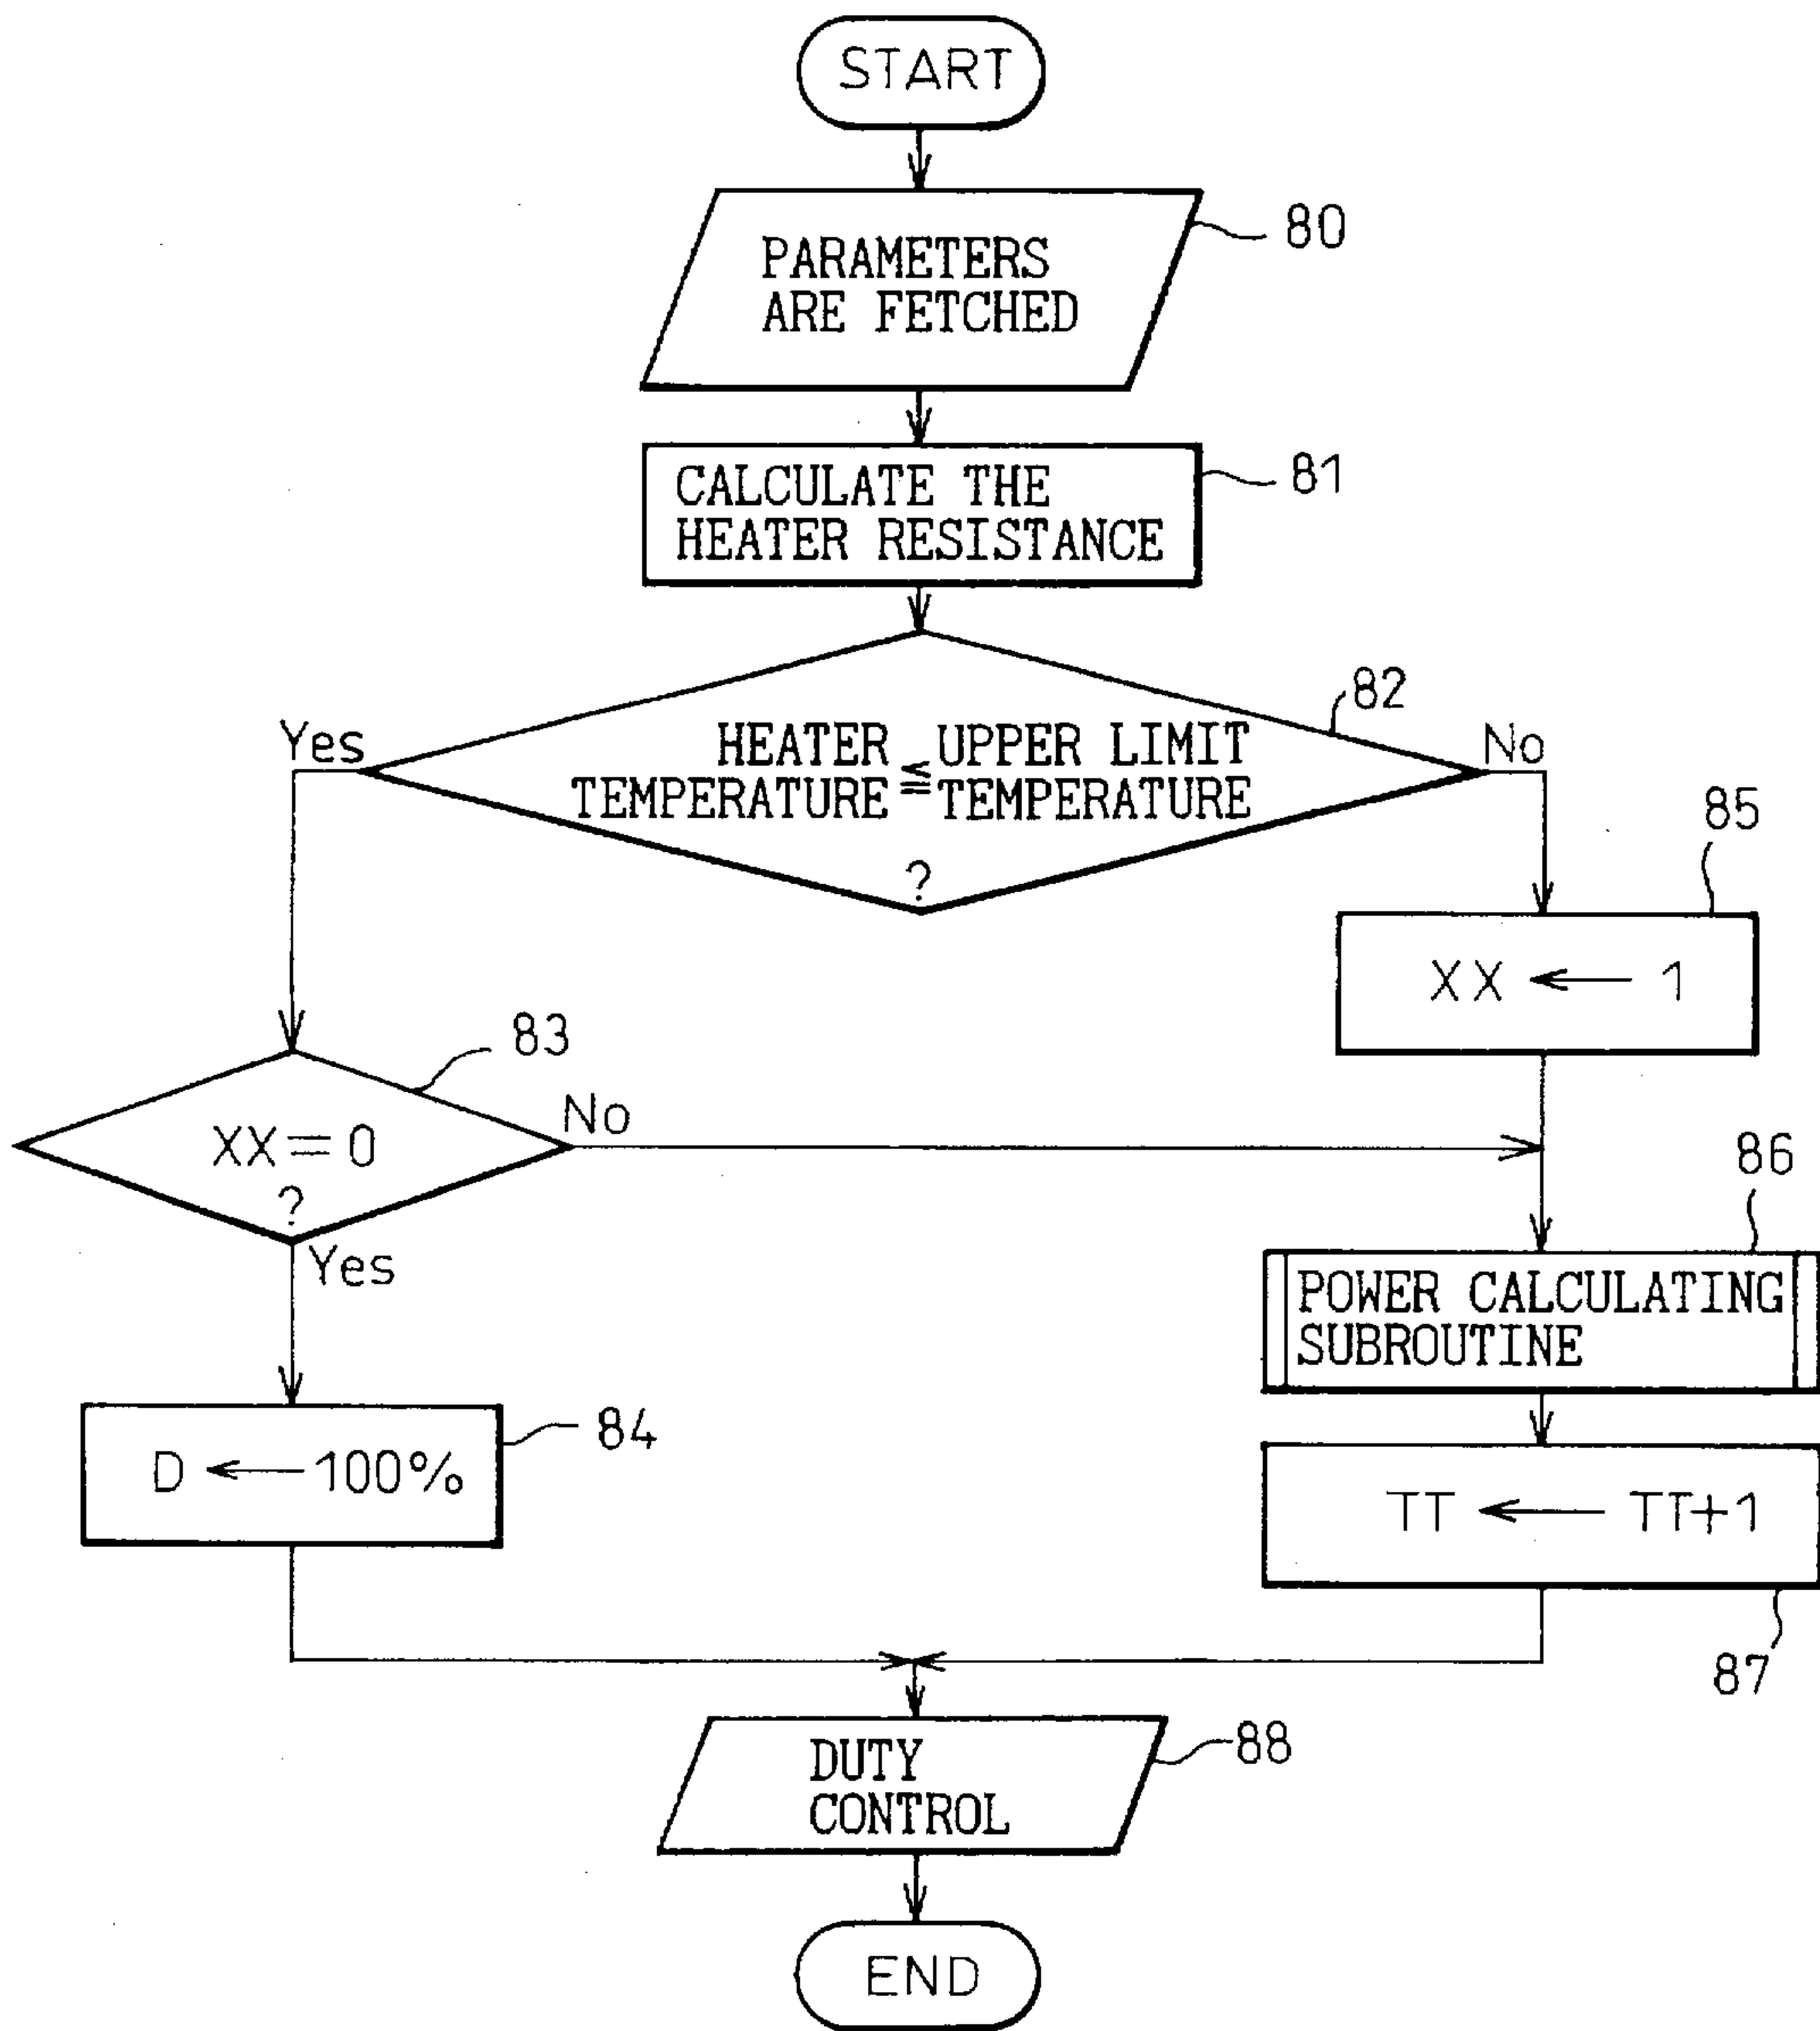 START
PARAMETERS
ARE FETCHED
80
CALCULATE THE
HEATER RESISTANCE
81
82
Yes
HEATER ≦ UPPER LIMIT
TEMPERATURE TEMPERATURE
?
No
85
XX ← 1
83
XX=0
?
No
Yes
86
POWER CALCULATING
SUBROUTINE
84
D ← 100%
TT ← TT+1
87
DUTY
CONTROL
88
END